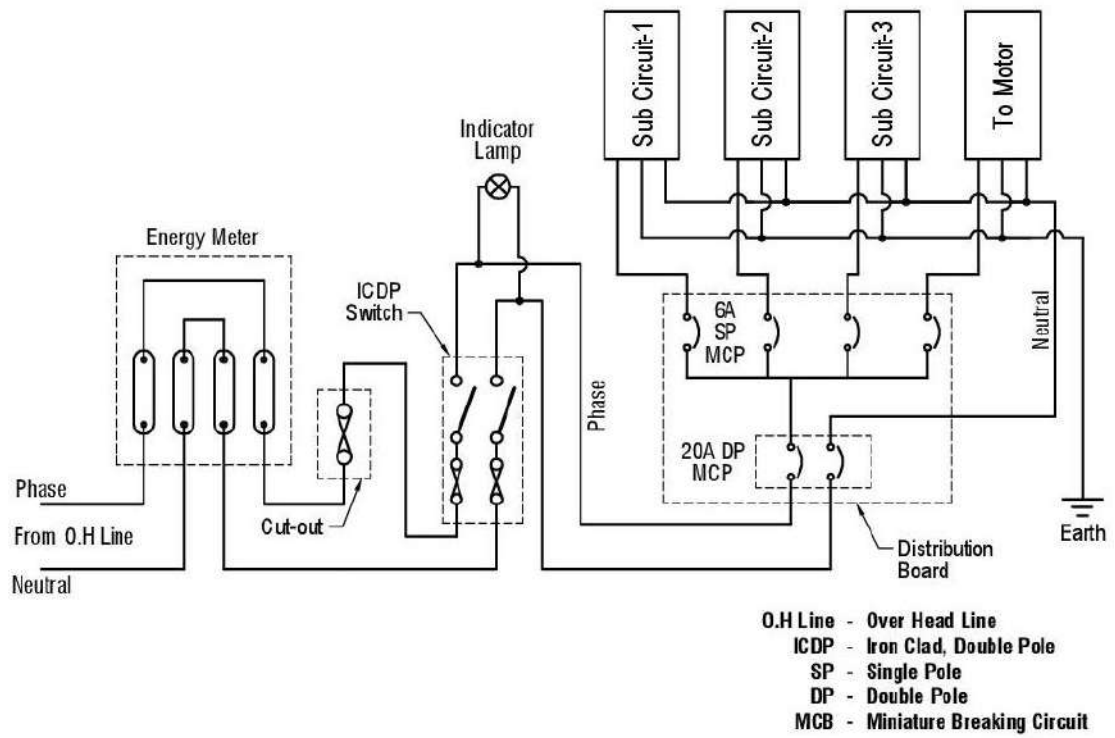 Sub Circuit-1
Sub Circuit-2
Sub Circuit-3
To Motor
Indicator
Lamp
Energy Meter
ICDP
Switch
6A
SP
MCP
Neutral
Phase
20A DP
MCP
Phase
From O.H Line
Neutral
Cut-out
Earth
Distribution
Board
O.H Line - Over Head Line
ICDP - Iron Clad, Double Pole
SP - Single Pole
DP - Double Pole
MCB - Miniature Breaking Circuit